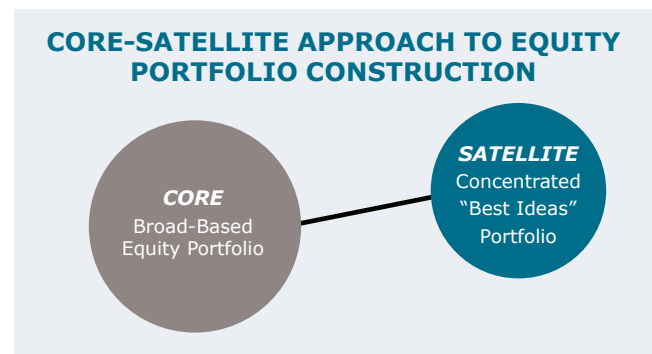 CORE-SATELLITE APPROACH TO EQUITY
PORTFOLIO CONSTRUCTION
CORE
Broad-Based
Equity Portfolio
SATELLITE
Concentrated
“Best Ideas”
Portfolio